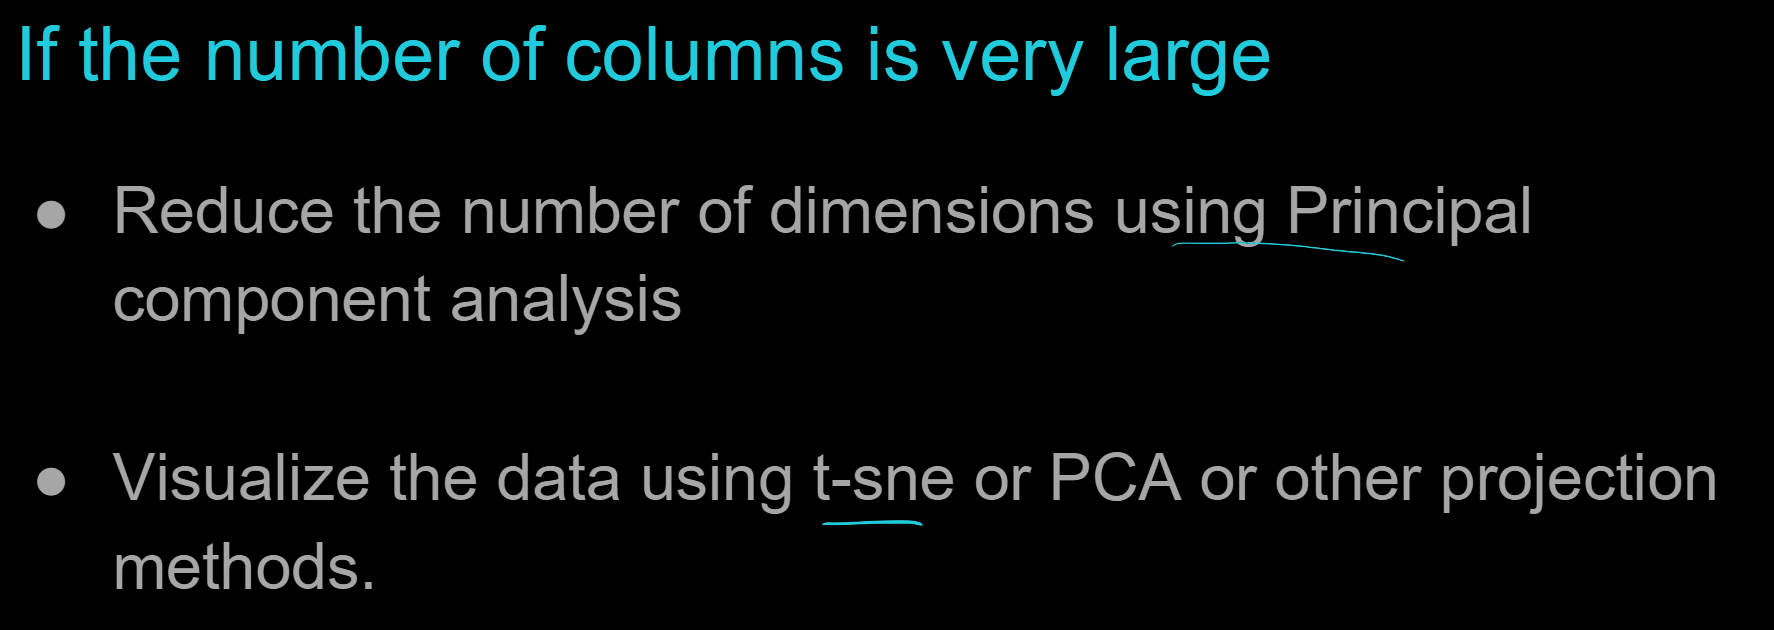 If the number of columns is very large
● Reduce the number of dimensions using Principal
component analysis
● Visualize the data using t-sne or PCA or other projection
methods.